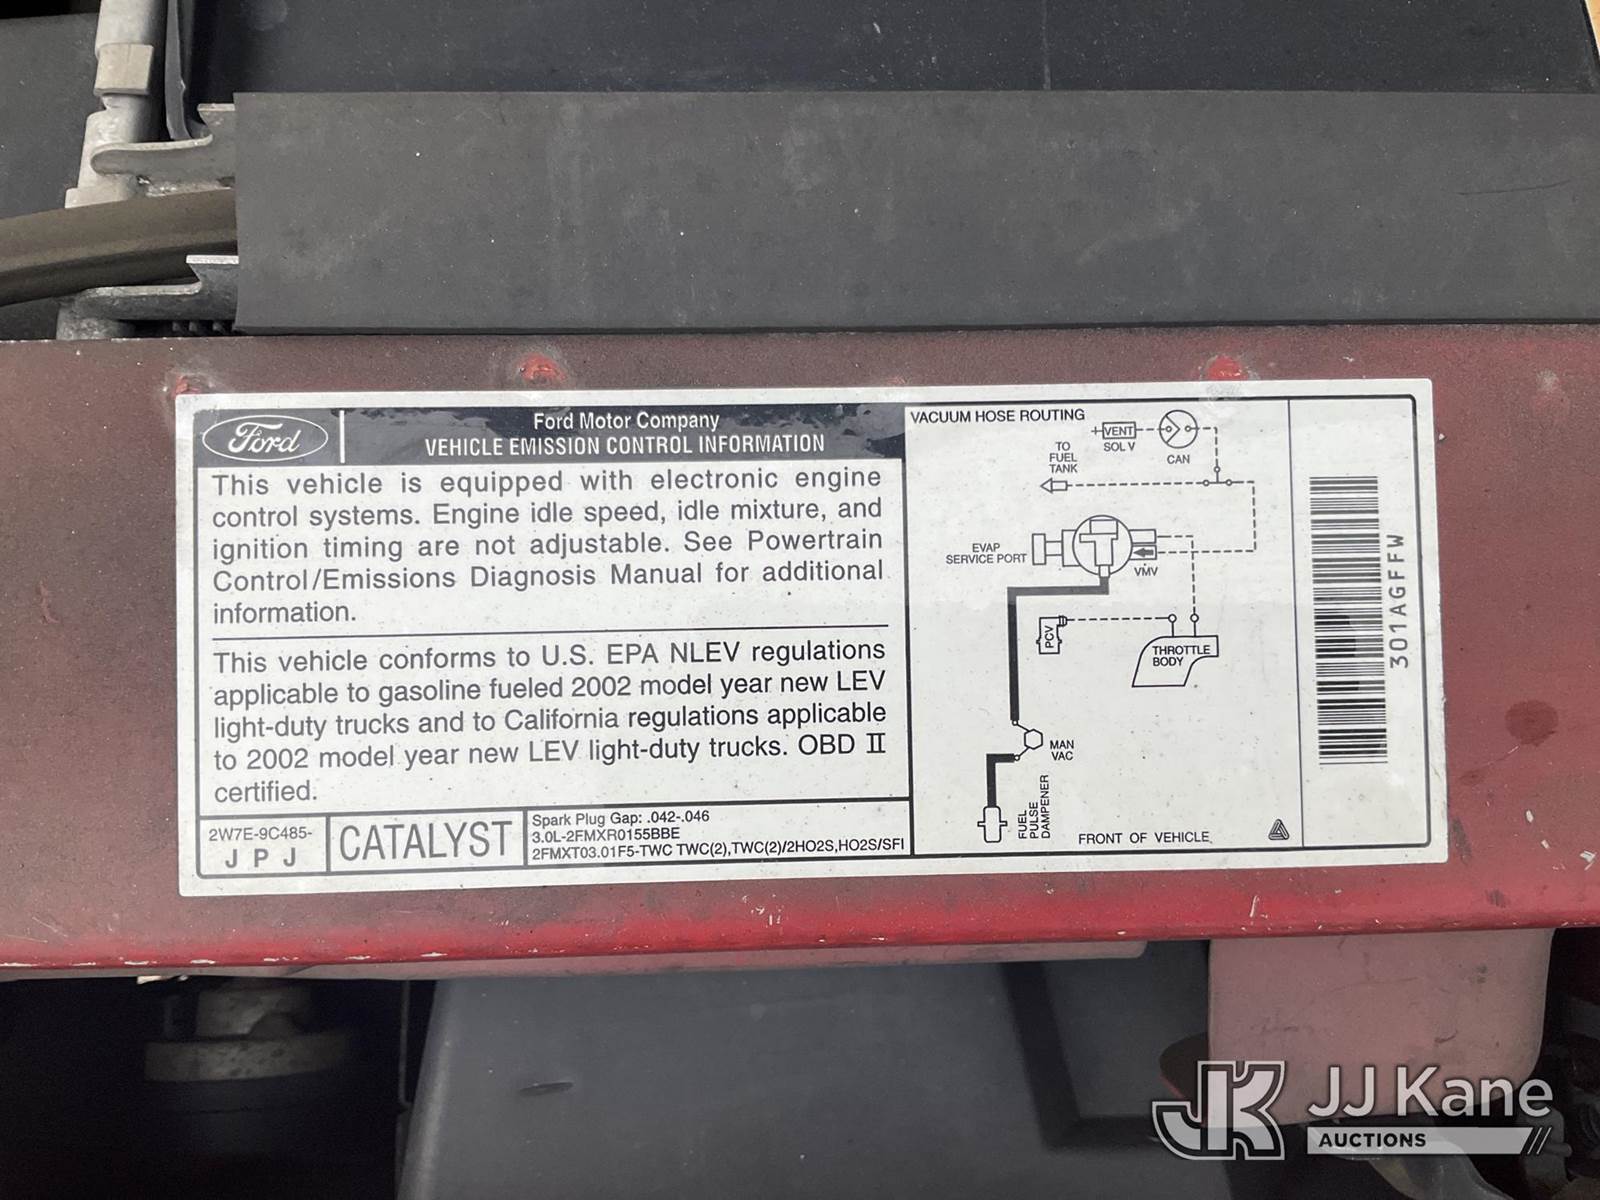 Ford
Ford Motor Company
VEHICLE EMISSION CONTROL INFORMATION
This vehicle is equipped with electronic engine
control systems. Engine idle speed, idle mixture, and
ignition timing are not adjustable. See Powertrain
Control/Emissions Diagnosis Manual for additional
information.
This vehicle conforms to U.S. EPA NLEV regulations
applicable to gasoline fueled 2002 model year new LEV
light-duty trucks and to California regulations applicable
to 2002 model year new LEV light-duty trucks. OBD II
certified.
2W7E-9C485-
J P J
CATALYST
Spark Plug Gap: .042-.046
3.0L-2FMXR0155BBE
2FMXT03.01F5-TWC TWC(2),TWC(2)/2HO2S,HO2S/SFI
VACUUM HOSE ROUTING
VENT
SOL V
CAN
TO
FUEL
TANK
EVAP
SERVICE PORT
VMV
PCV
THROTTLE
BODY
MAN
VAC
FUEL
PULSE
DAMPENER
FRONT OF VEHICLE
301AGFFW
JK
JJ Kane
AUCTIONS